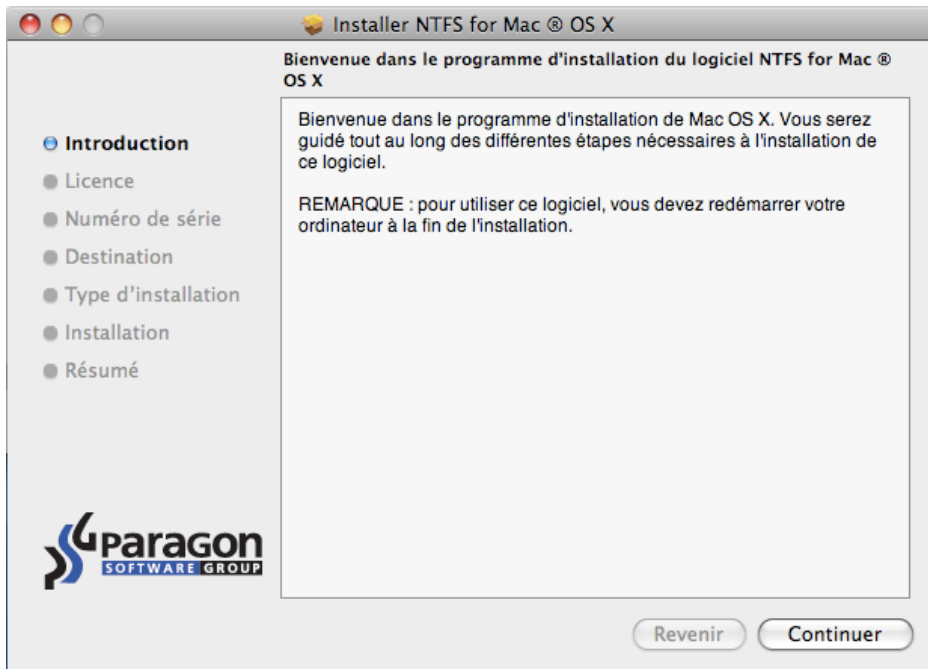 Installer NTFS for Mac ® OS X
Bienvenue dans le programme d'installation du logiciel NTFS for Mac ®
OS X
Introduction
Licence
Numéro de série
Destination
Type d'installation
Installation
Résumé
Bienvenue dans le programme d'installation de Mac OS X. Vous serez
guidé tout au long des différentes étapes nécessaires à l'installation de
ce logiciel.
REMARQUE : pour utiliser ce logiciel, vous devez redémarrer votre
ordinateur à la fin de l'installation.
Paragon
SOFTWARE GROUP
Revenir
Continuer